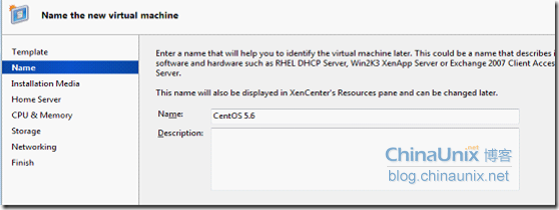 Name the new virtual machine
Template
Name
Installation Media
Home Server
CPU & Memory
Storage
Networking
Finish
Enter a name that will help you to identify the virtual machine later. This could be a name that describes i
software and hardware such as RHEL DHCP Server, Win2K3 XenApp Server or Exchange 2007 Client Access
Server.
This name will also be displayed in XenCenter's Resources pane and can be changed later.
Name: CentOS 5.6
Description:
ChinaUnix 博客
blog.chinaunix.net